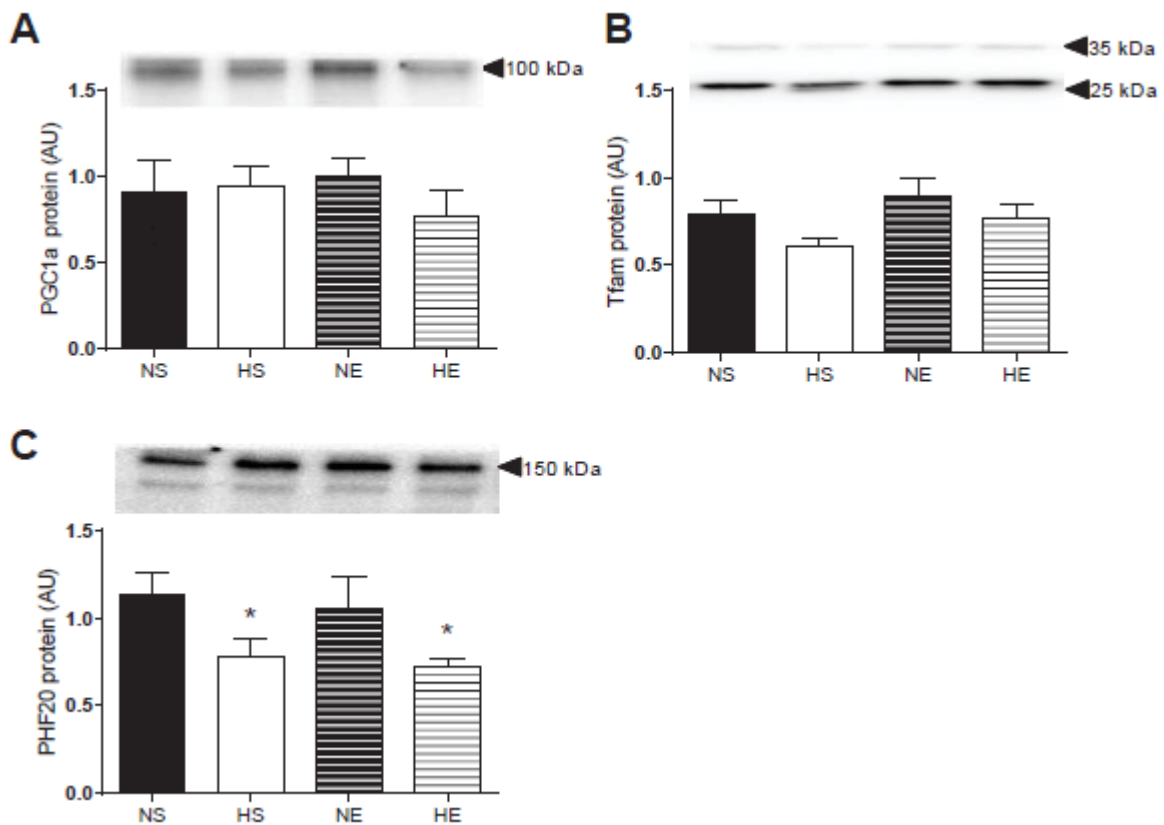 A
100 kDa
PGC1a protein (AU)
1.5
1.0
0.5
0.0
NS HS NE HE
B
35 kDa
25 kDa
Tfam protein (AU)
1.5
1.0
0.5
0.0
NS HS NE HE
C
150 kDa
PHF20 protein (AU)
1.5
1.0
0.5
0.0
* *
NS HS NE HE